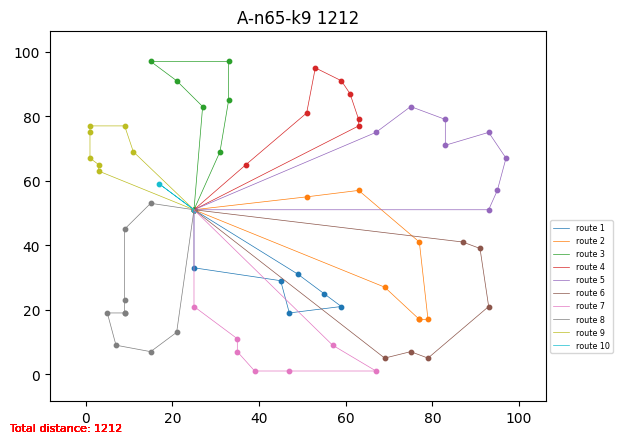 A-n65-k9 1212
100
80
60
40
20
0
0 20 40 60 80 100
route 1
route 2
route 3
route 4
route 5
route 6
route 7
route 8
route 9
route 10
Total distance: 1212